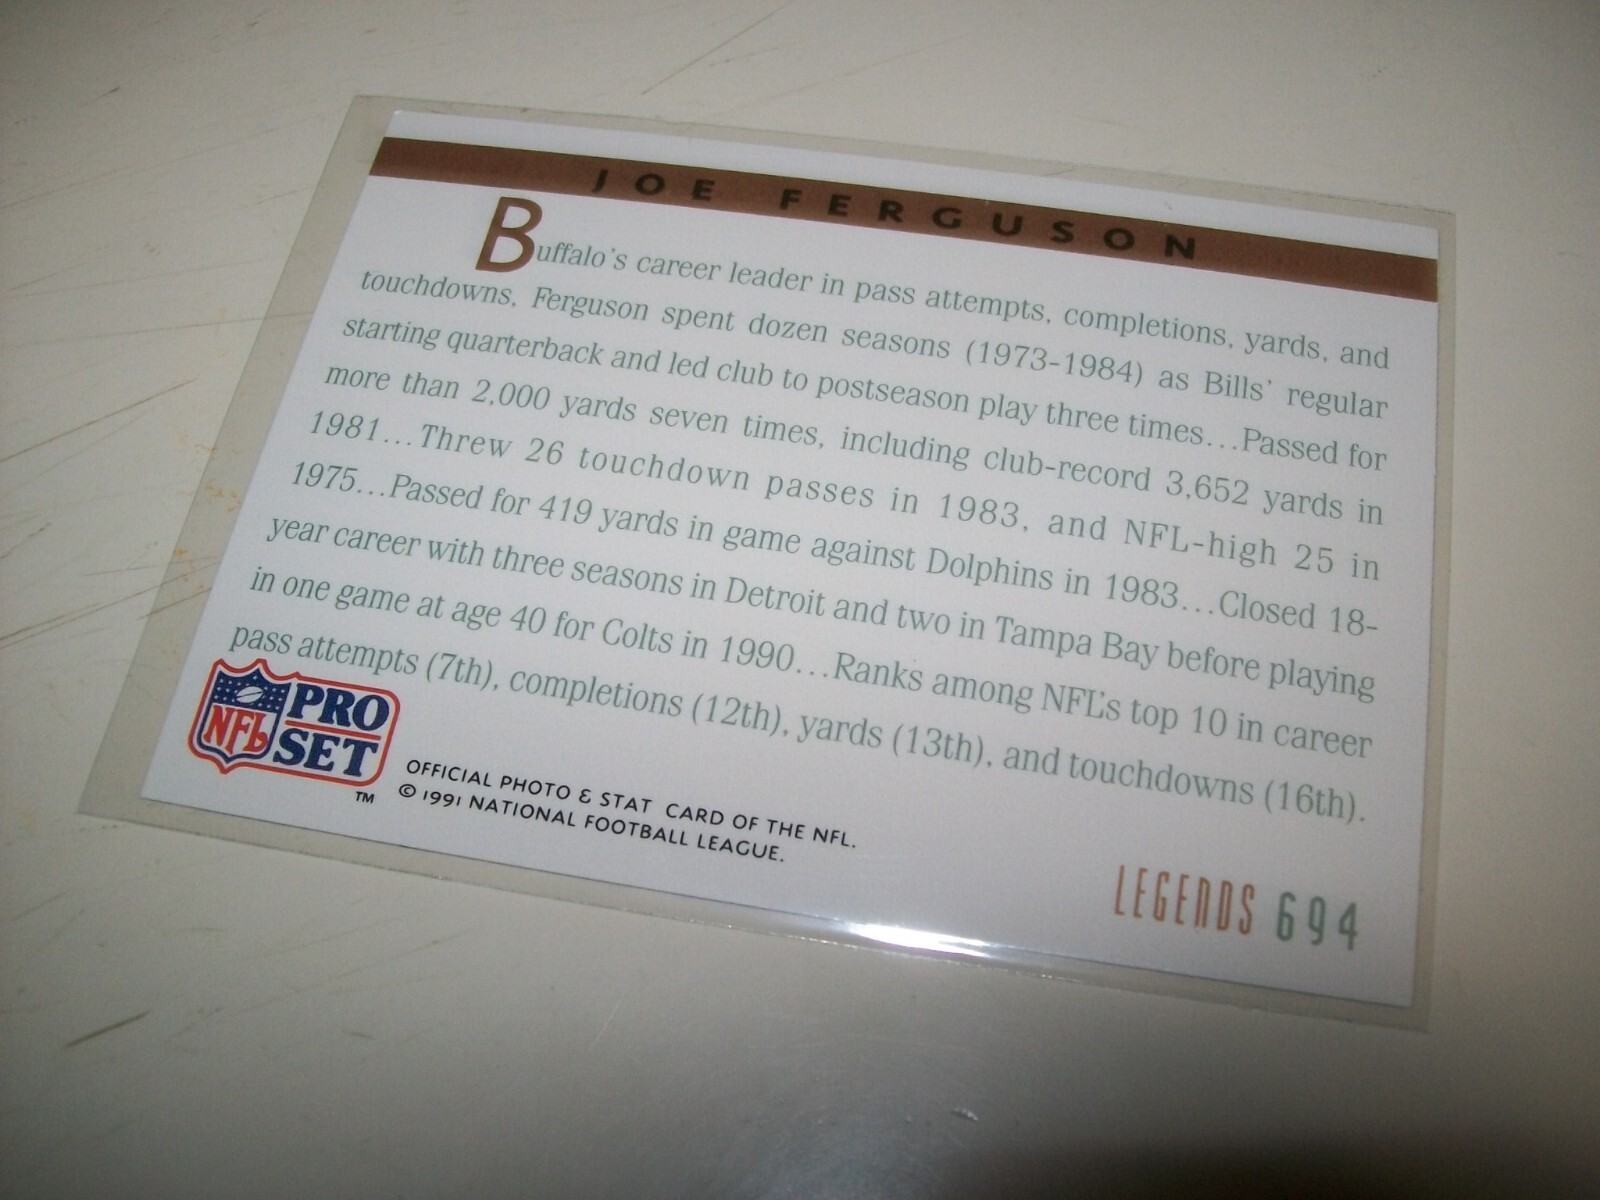 JOE FERGUSON
Buffalo's career leader in pass attempts, completions, yards, and
touchdowns, Ferguson spent dozen seasons (1973-1984) as Bills' regular
starting quarterback and led club to postseason play three times...Passed for
more than 2,000 yards seven times, including club-record 3,652 yards in
1981...Threw 26 touchdown passes in 1983, and NFL-high 25 in
1975...Passed for 419 yards in game against Dolphins in 1983...Closed 18-
year career with three seasons in Detroit and two in Tampa Bay before playing
in one game at age 40 for Colts in 1990...Ranks among NFL's top 10 in career
pass attempts (7th), completions (12th), yards (13th), and touchdowns (16th).
NFL PRO
SET
TM
OFFICIAL PHOTO & STAT CARD OF THE NFL.
© 1991 NATIONAL FOOTBALL LEAGUE.
LEGENDS 694